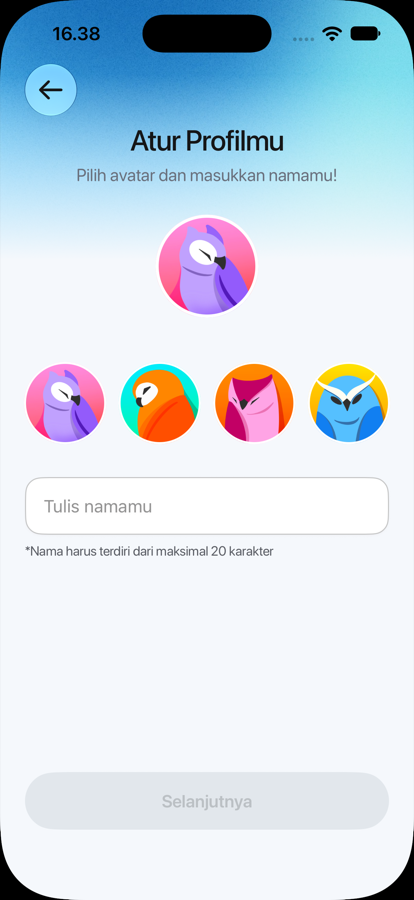 16.38
Atur Profilmu
Pilih avatar dan masukkan namamu!
Tulis namamu
*Nama harus terdiri dari maksimal 20 karakter
Selanjutnya